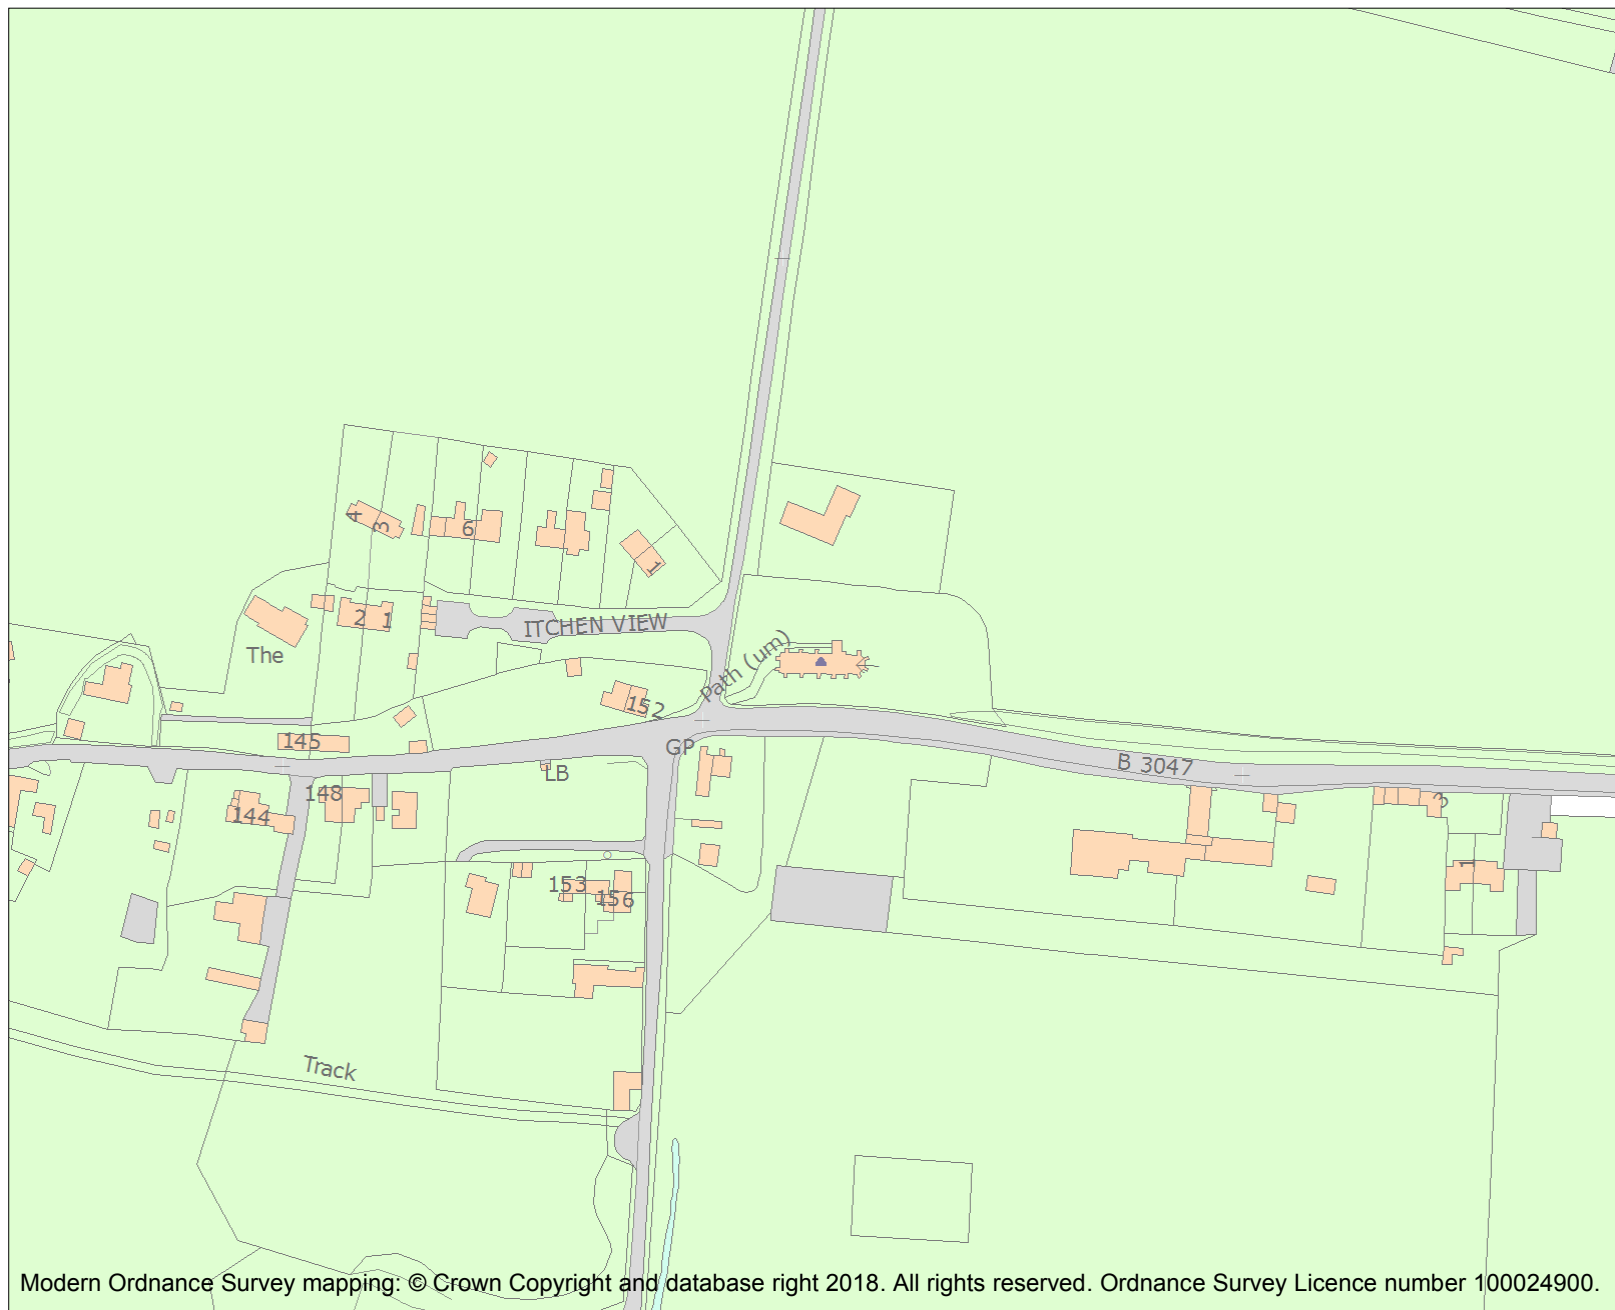 4
3
6
1
2
1
ITCHEN VIEW
The
Path (um)
152
145
GP
B 3047
LB
148
144
3
1
153
156
Track
Modern Ordnance Survey mapping: © Crown Copyright and database right 2018. All rights reserved. Ordnance Survey Licence number 100024900.